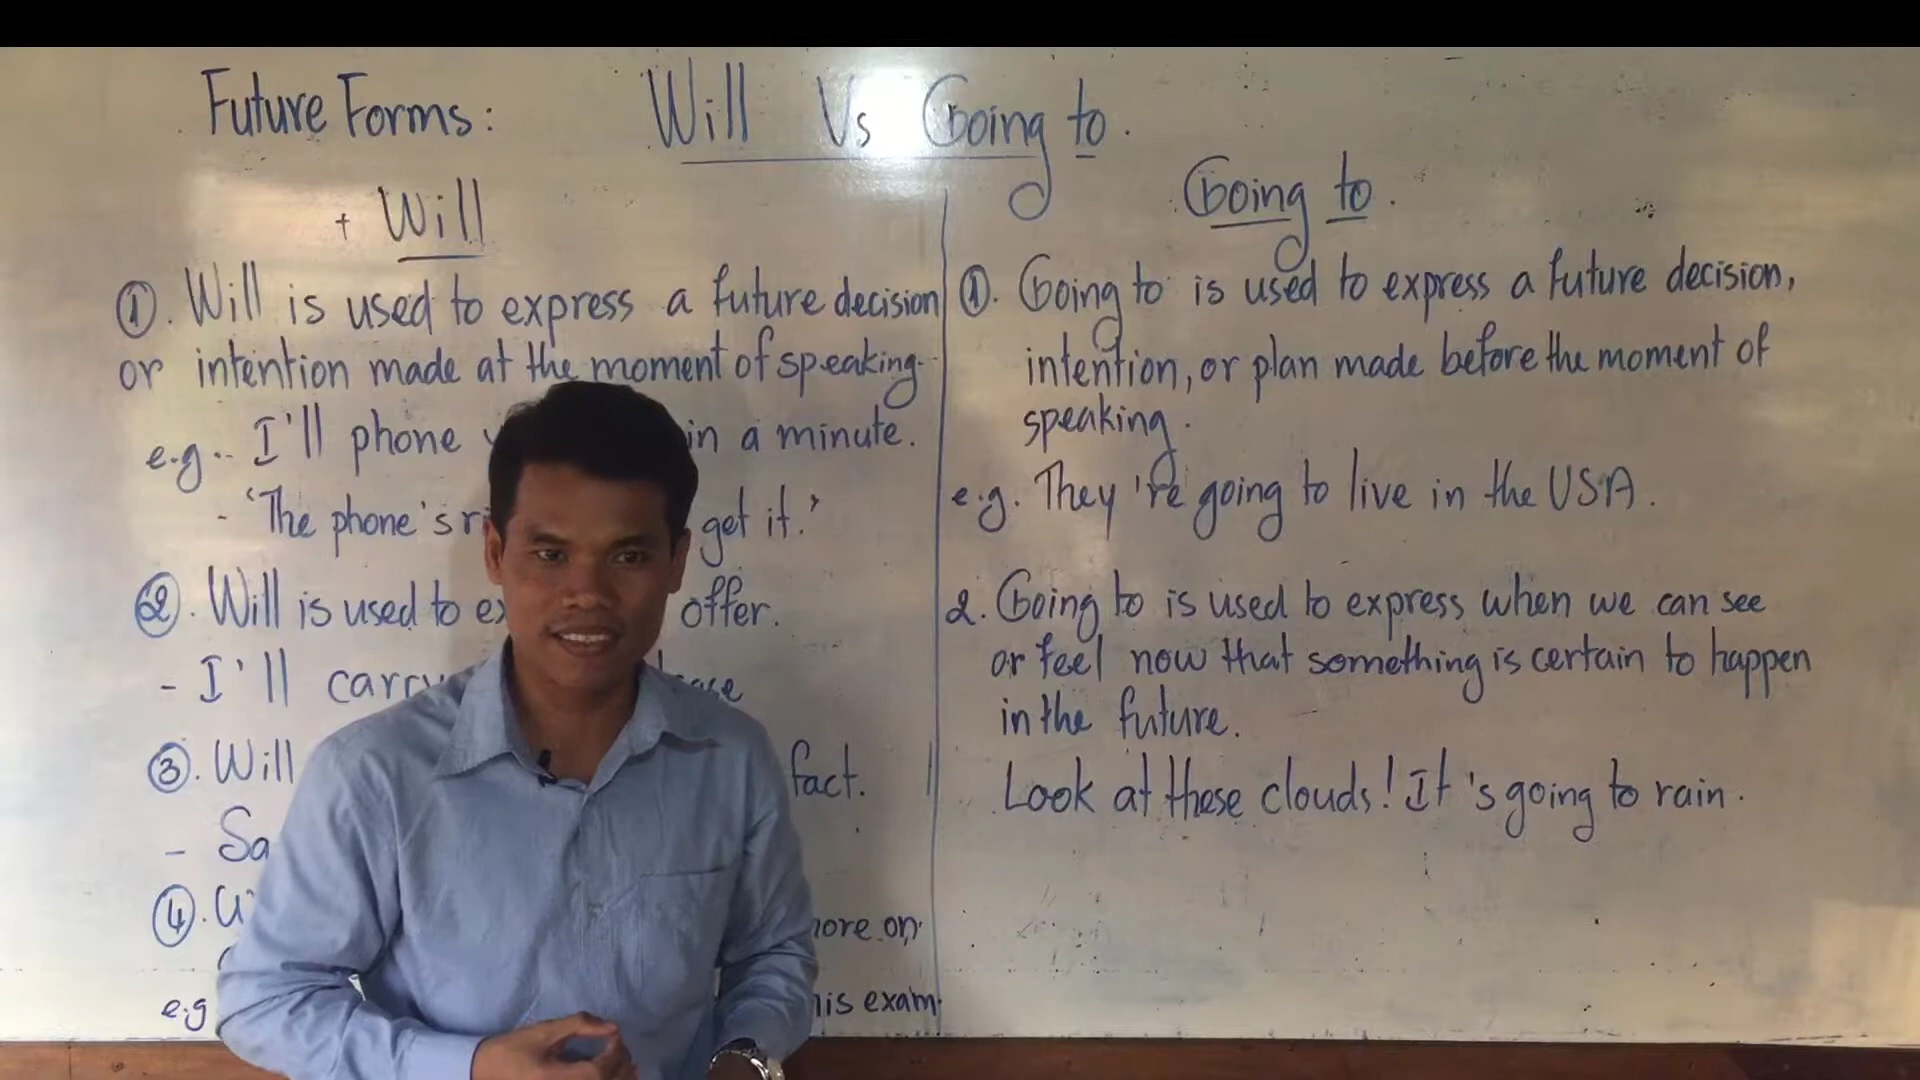 Future Forms: Will Vs Going to.
+ Will
①. Will is used to express a future decision
or intention made at the moment of speaking.
e.g.. I'll phone in a minute.
- 'The phone's get it.'
②. Will is used to offer.
- I'll carry
③. Will fact.
-
④.
on
e.g exam.
Going to.
①. Going to is used to express a future decision,
intention, or plan made before the moment of
speaking.
e.g. They're going to live in the USA.
2. Going to is used to express when we can see
or feel now that something is certain to happen
in the future.
Look at these clouds! It's going to rain.